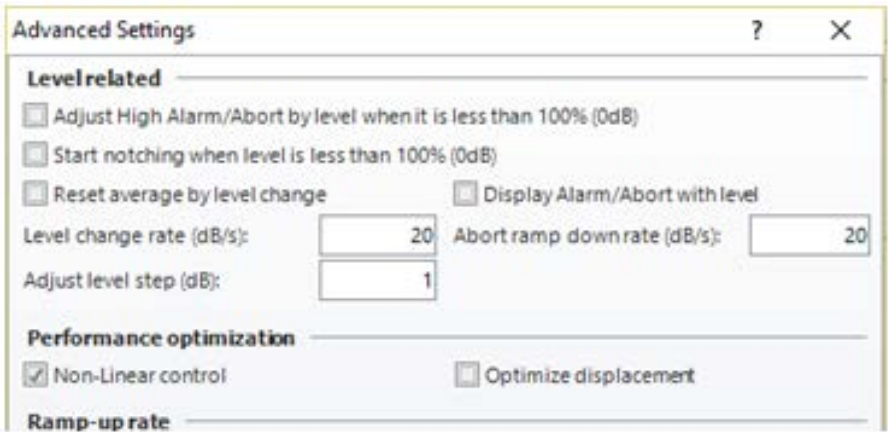 Advanced Settings ?
Level related
Adjust High Alarm/Abort by level when it is less than 100% (0dB)
Start notching when level is less than 100% (0dB)
Reset average by level change Display Alarm/Abort with level
Level change rate (dB/s): 20 Abort ramp down rate (dB/s): 20
Adjust level step (dB): 1
Performance optimization
Non-Linear control Optimize displacement
Ramp-up rate